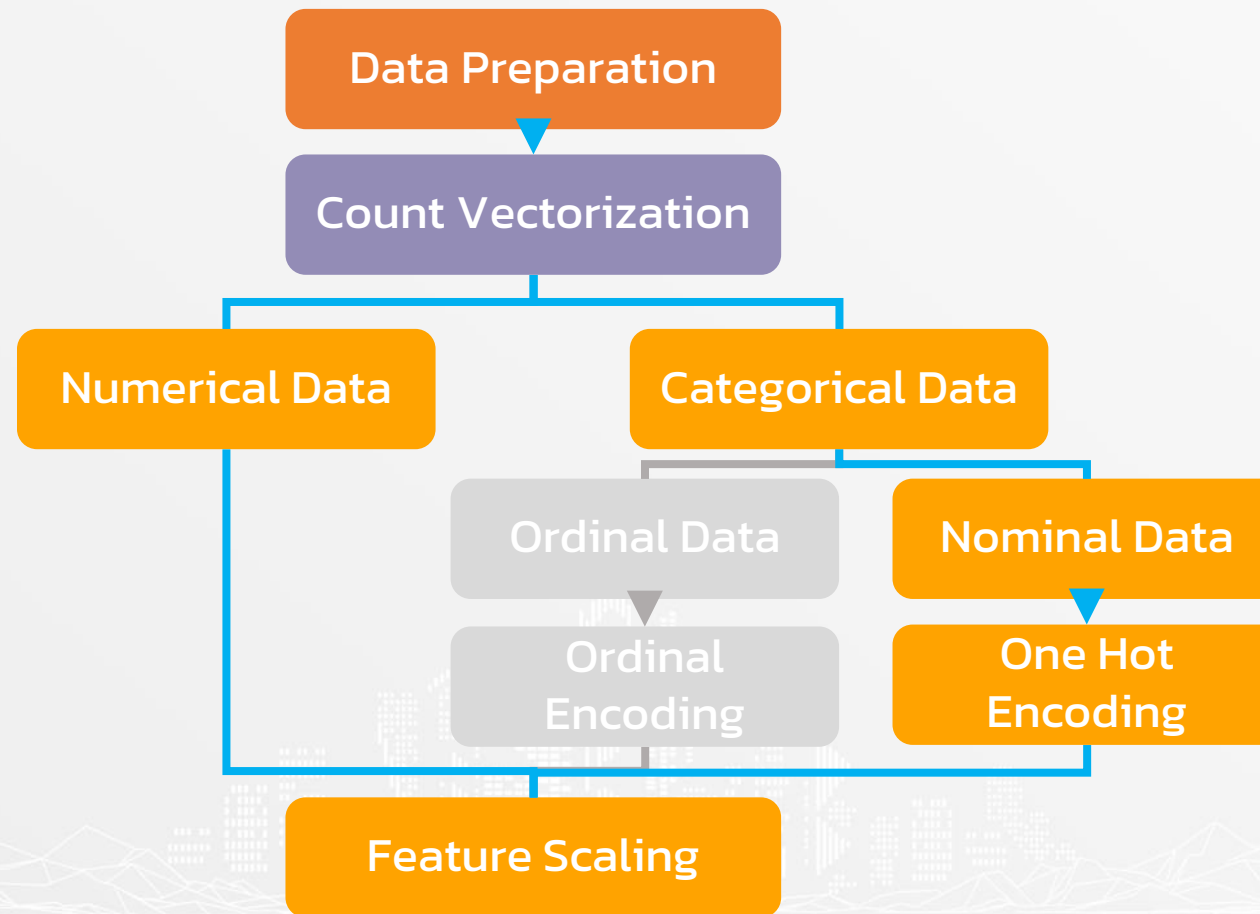 Data Preparation
Count Vectorization
Numerical Data
Categorical Data
Ordinal Data
Nominal Data
Ordinal
Encoding
One Hot
Encoding
Feature Scaling